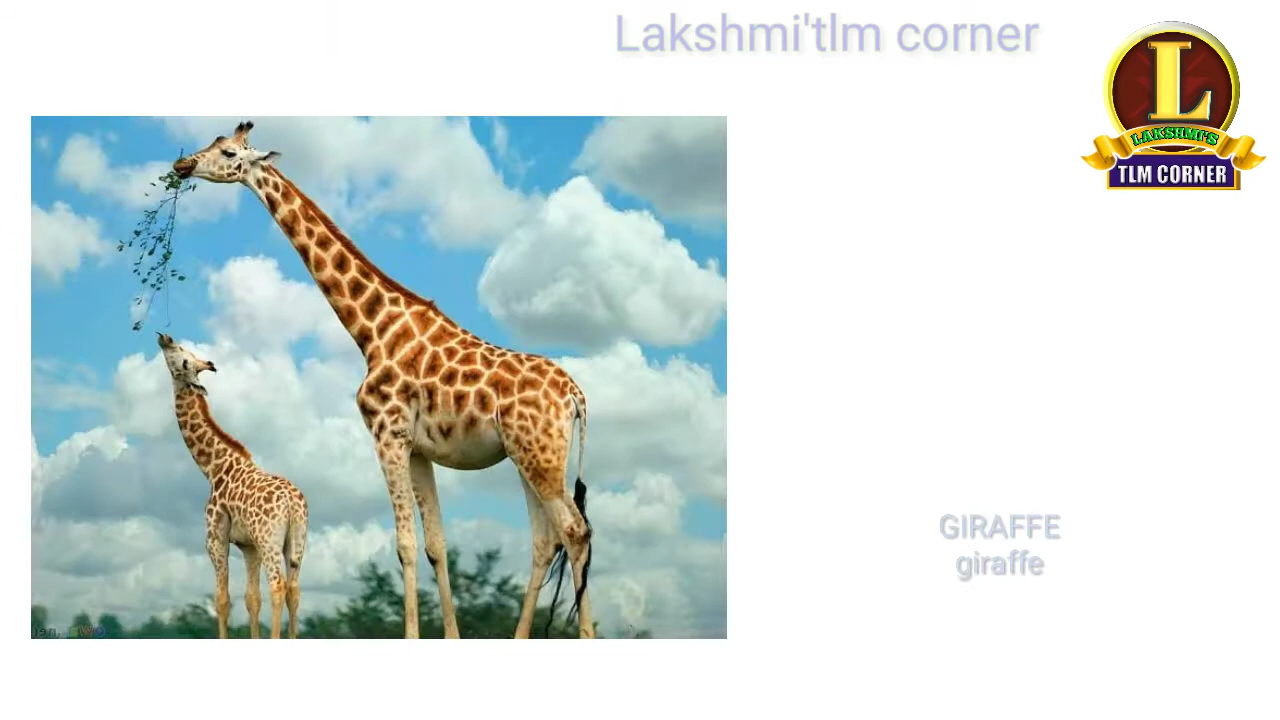 Lakshmi'tlm corner
L
LAKSHMI'S
TLM CORNER
GIRAFFE
giraffe